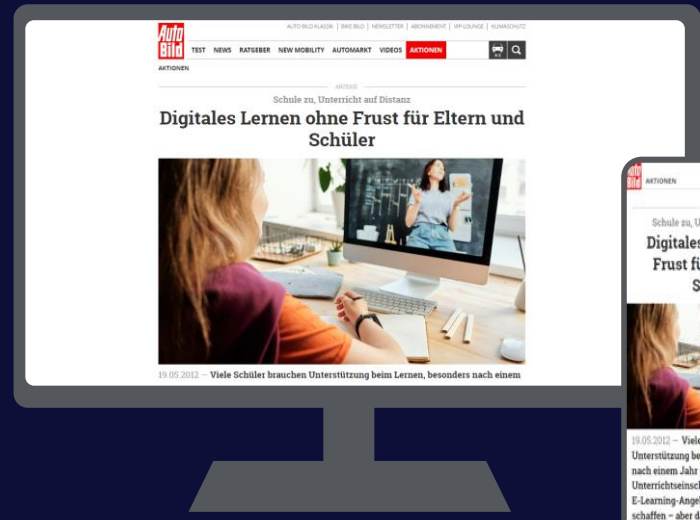 AUTO BILD KLASSIK | BIKE BILD | NEWSLETTER | ABONNEMENT | VIP-LOUNGE | KLIMASCHUTZ
Auto Bild
TEST NEWS RATGEBER NEW MOBILITY AUTOMARKT VIDEOS AKTIONEN
A-Z
AKTIONEN
ANZEIGE
Schule zu, Unterricht auf Distanz
Digitales Lernen ohne Frust für Eltern und
Schüler
19.05.2012 – Viele Schüler brauchen Unterstützung beim Lernen, besonders nach einem
Auto Bild
AKTIONEN
Schule zu, U
Digitales
Frust fü
S
19.05.2012 – Viele
Unterstützung be
nach einem Jahr
Unterrichtseinscl
E-Learning-Ange
schaffen – aber d